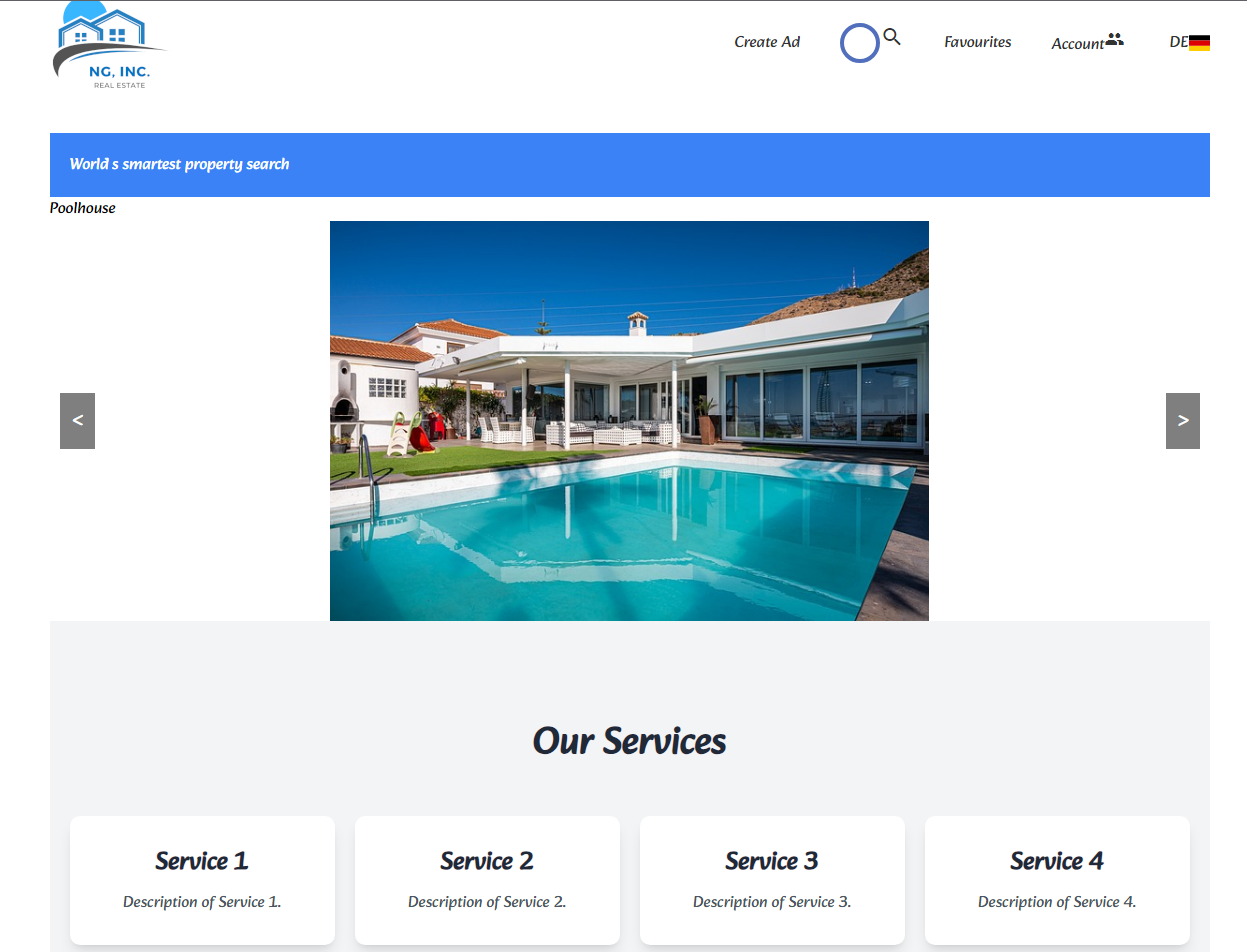 NG, INC.
REAL ESTATE
Create Ad
Favourites
Account
DE
World s smartest property search
Poolhouse
<
>
Our Services
Service 1
Description of Service 1.
Service 2
Description of Service 2.
Service 3
Description of Service 3.
Service 4
Description of Service 4.